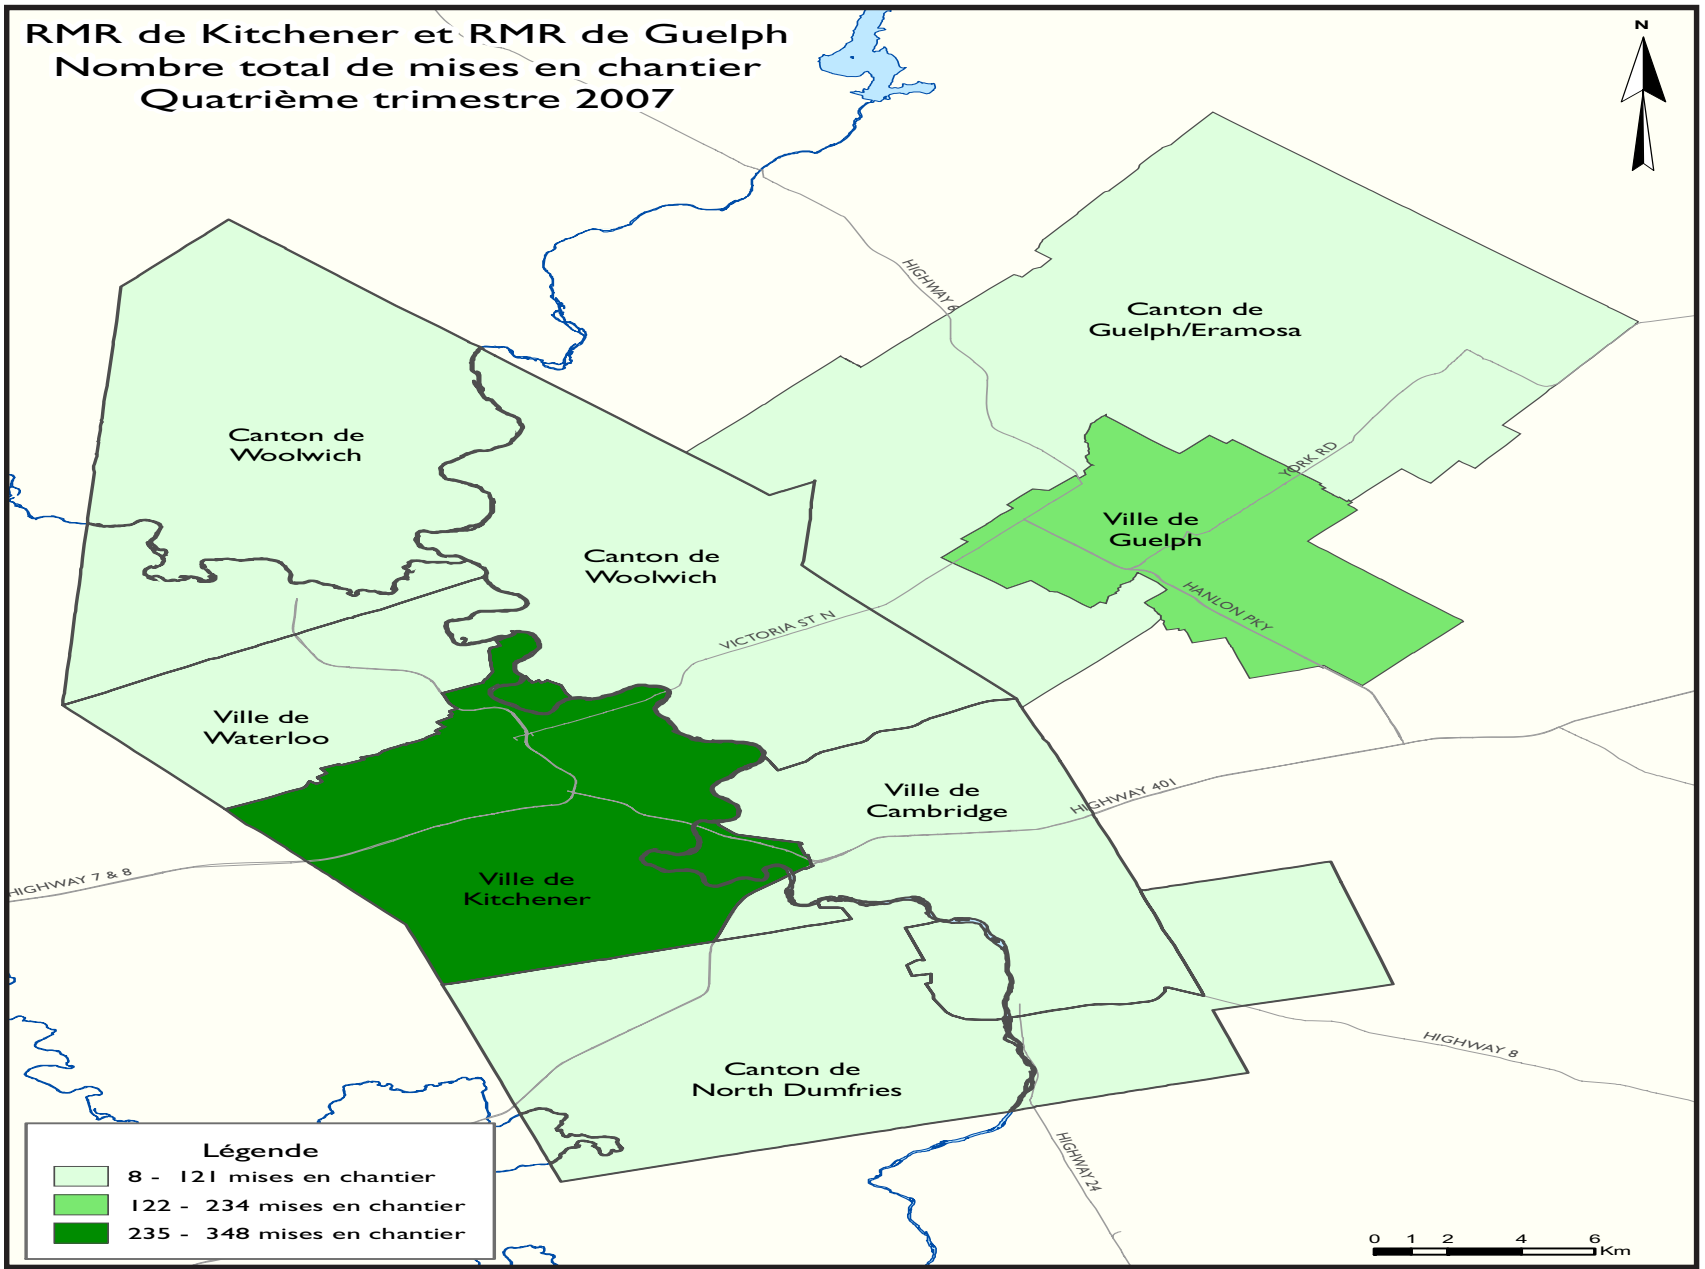 RMR de Kitchener et RMR de Guelph
Nombre total de mises en chantier
Quatrième trimestre 2007
N
HIGHWAY 6
Canton de
Guelph/Eramosa
Canton de
Woolwich
YORK RD
Ville de
Guelph
Canton de
Woolwich
HANLON PKY
VICTORIA ST N
Ville de
Waterloo
Ville de
Cambridge
HIGHWAY 401
HIGHWAY 7 & 8
Ville de
Kitchener
HIGHWAY 8
Canton de
North Dumfries
HIGHWAY 24
Légende
8 - 121 mises en chantier
122 - 234 mises en chantier
235 - 348 mises en chantier
0 1 2 4 6
Km